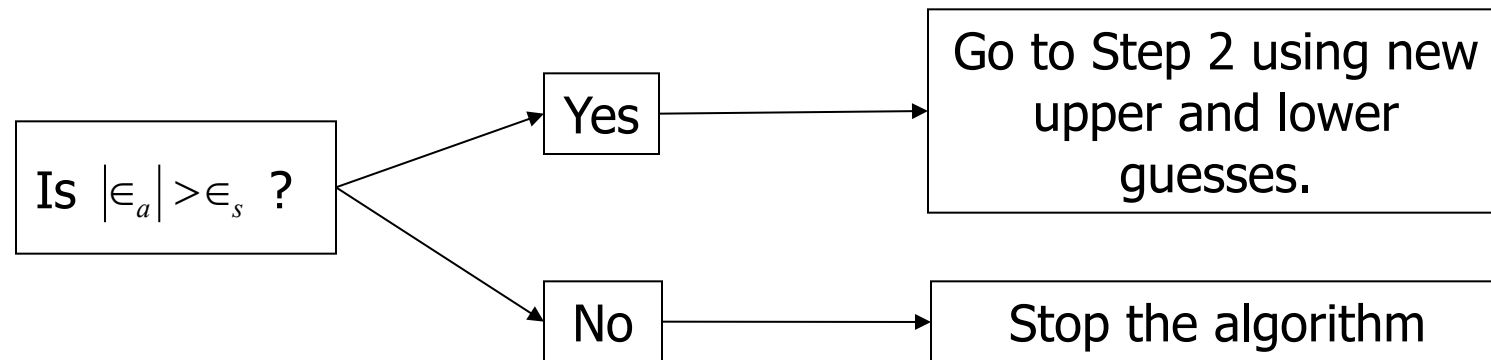 Is |∈ₐ| > ∈ₛ ?
Yes
Go to Step 2 using new
upper and lower
guesses.
No
Stop the algorithm